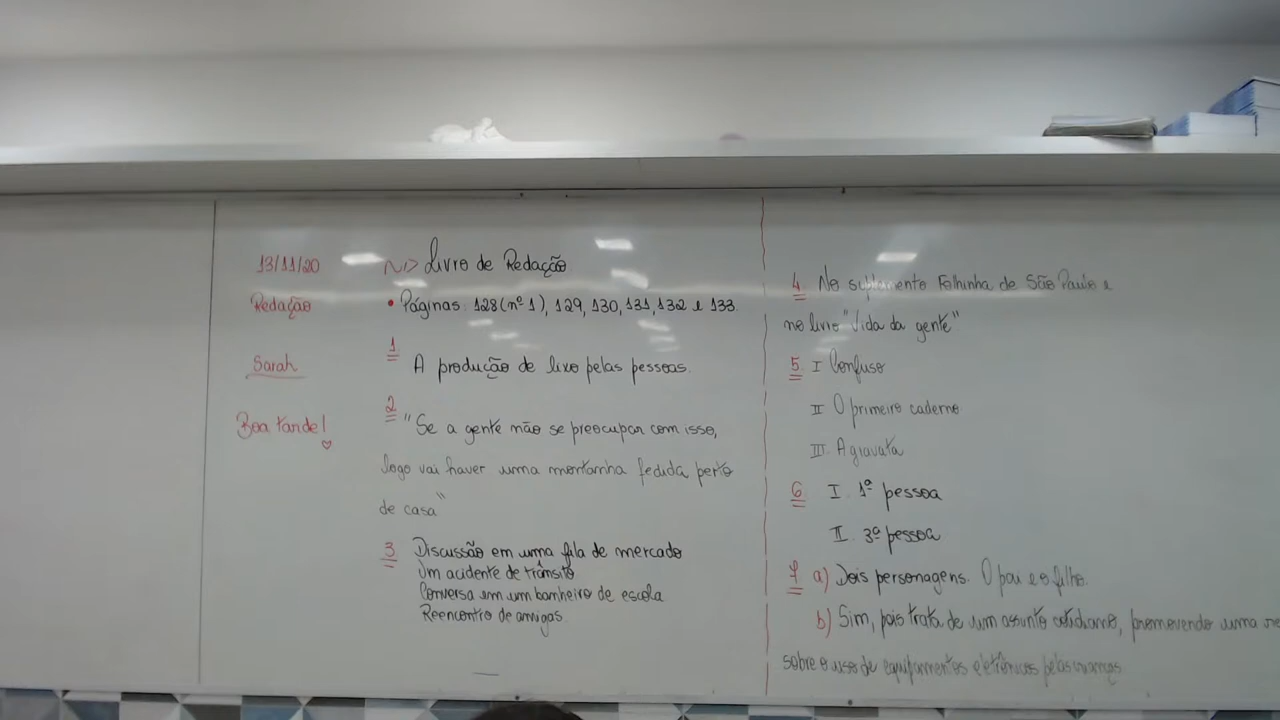 13/11/20
Redação
Sarah
Boa tarde!
~> Livro de Redação
• Páginas: 128(nº 1), 129, 130, 131, 132 e 133
1
A produção de lixo pelas pessoas.
2 "Se a gente não se preocupar com isso,
logo vai haver uma montanha fedida perto
de casa"
3 Discussão em uma fila de mercado
Um acidente de trânsito
Conversa em um banheiro de escola
Reencontro de amigas
4 No suplemento Folhinha de São Paulo e
no livro "Vida da gente"
5 I Confuso
II O primeiro caderno
III. A gravata
6 I. 1ª pessoa
II. 3ª pessoa
7 a) Dois personagens. O pai e o filho.
b) Sim, pois trata de um assunto cotidiano, promovendo uma
sobre o uso de equipamentos eletrônicos pelas crianças